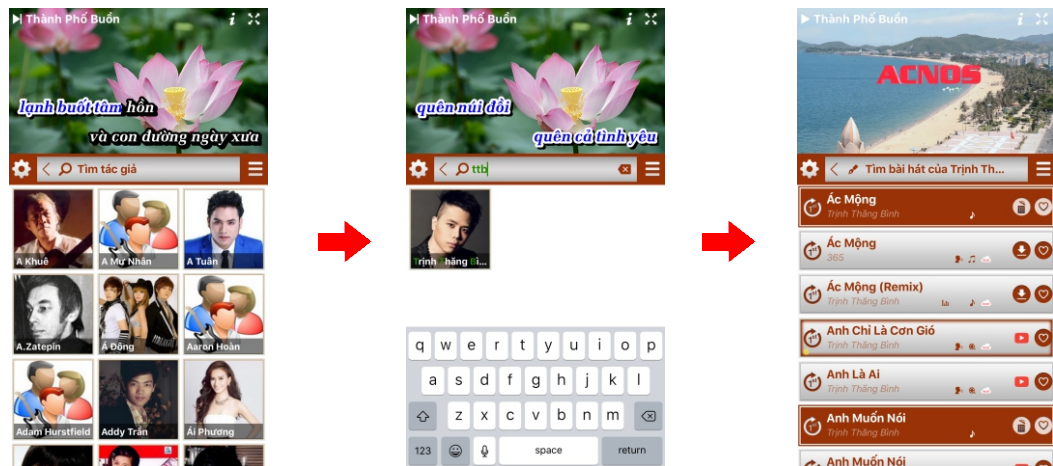 Thành Phố Buồn
i
lạnh buốt tâm hồn
và con đường ngày xưa
Tìm tác giả
A Khuê
A Mư Nhân
A Tuân
A.Zatepin
Á Đông
Aaron Hoàn
Adam Hurstfield
Addy Trần
Ái Phương
Thành Phố Buồn
i
quên núi đồi
quên cả tình yêu
ttb
Trịnh Thăng Bì...
q w e r t y u i o p
a s d f g h j k l
z x c v b n m
123 space return
Thành Phố Buồn
i
ACNOS
Tìm bài hát của Trịnh Th...
Ác Mộng
Trịnh Thăng Bình
Ác Mộng
365
Ác Mộng (Remix)
Trịnh Thăng Bình
Anh Chỉ Là Cơn Gió
Trịnh Thăng Bình
Anh Là Ai
Trịnh Thăng Bình
Anh Muốn Nói
Trịnh Thăng Bình
Anh Muốn Nói